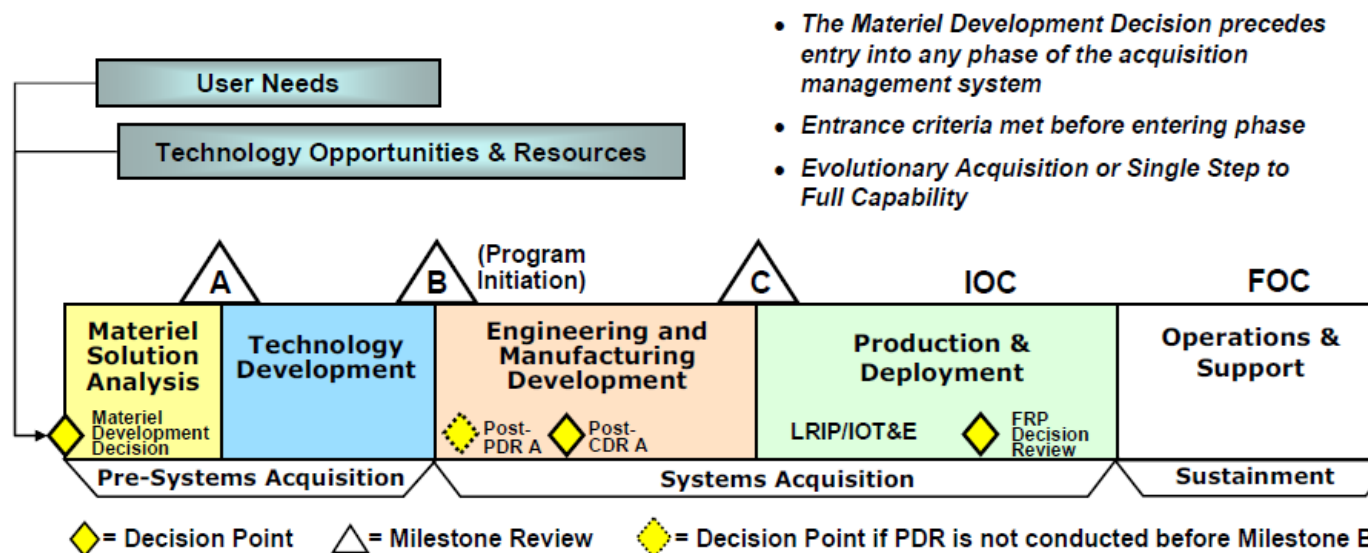 • The Materiel Development Decision precedes
entry into any phase of the acquisition
management system
• Entrance criteria met before entering phase
• Evolutionary Acquisition or Single Step to
Full Capability
User Needs
Technology Opportunities & Resources
A
B
(Program
Initiation)
C
IOC
FOC
Materiel
Solution
Analysis
Materiel
Development
Decision
Technology
Development
Engineering and
Manufacturing
Development
Post-
PDR A
Post-
CDR A
Production &
Deployment
LRIP/IOT&E
FRP
Decision
Review
Operations &
Support
Pre-Systems Acquisition
Systems Acquisition
Sustainment
= Decision Point
= Milestone Review
= Decision Point if PDR is not conducted before Milestone B